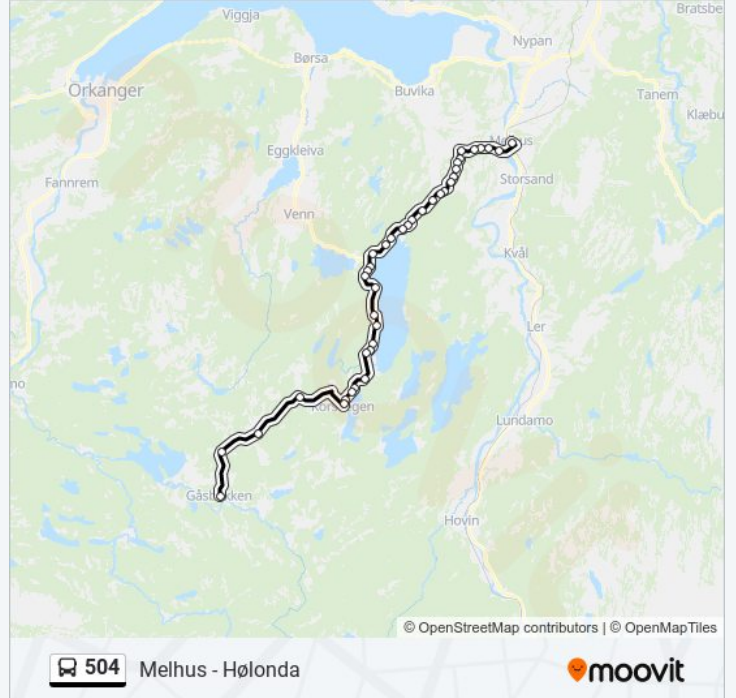 Viggja
Bratsbe
Nypan
Børsa
Orkanger
Buvika
Tanem
Klæbu
Eggkleiva
Storsand
Fannrem
Venn
Kvål
Ler
no
Lundamo
Hovin
© OpenStreetMap contributors | © OpenMapTiles
504 Melhus - Hølonda
moovit